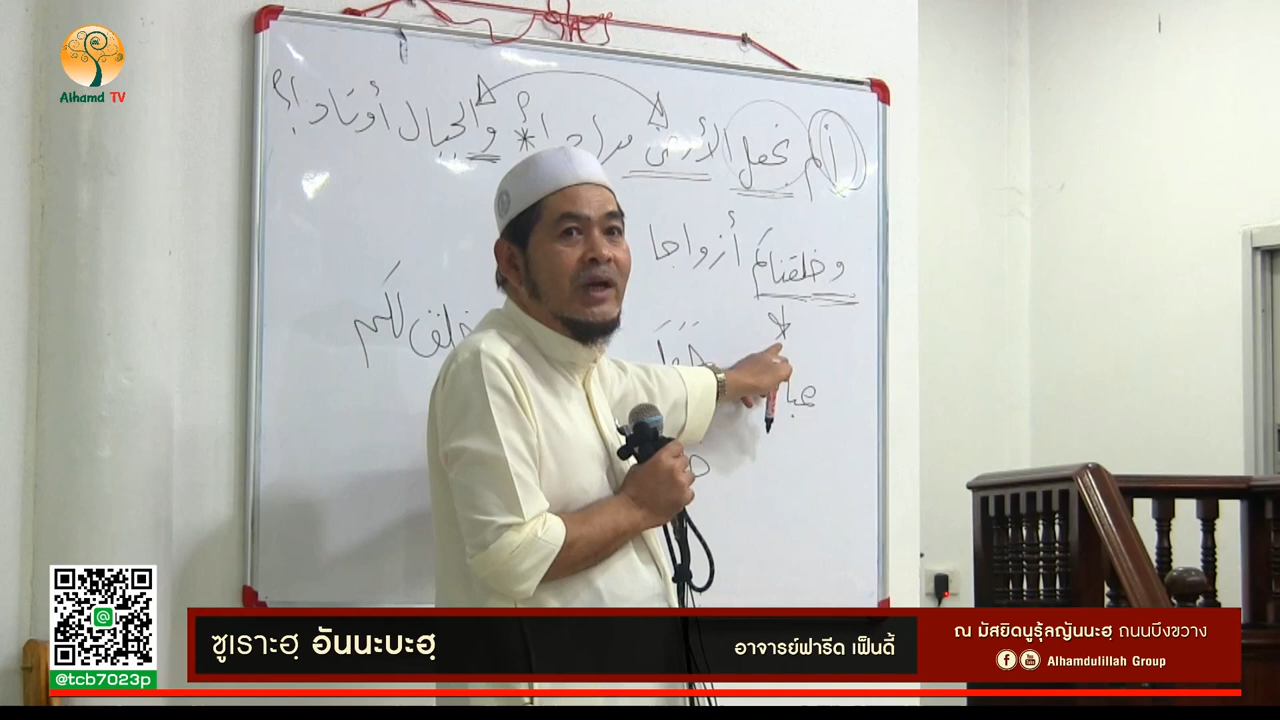 Alhamd TV
ألم نجعل الأرض مهادا * والجبال أوتادا
وخلقناكم أزواجا
@tcb7023p
ซูเราะฮฺ อันนะบะฮฺ
อาจารย์ฟารีด เฟ็นดี้
ณ มัสยิดนูรุ้ลญันนะฮฺ ถนนบึงขวาง
Alhamdulillah Group